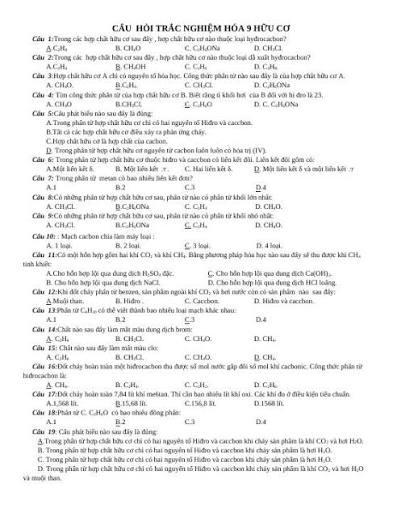 CÂU HỎI TRẮC NGHIỆM HÓA 9 HỮU CƠ
Câu 1:Trong các hợp chất hữu cơ sau đây , hợp chất hữu cơ nào thuộc loại hyđrocacbon?
A.C₂H₆ B. CH₄O C. C₂H₅ONa D. CH₃Cl.
Câu 2:Trong các hợp chất hữu cơ sau đây , hợp chất hữu cơ nào thuộc loại dẫn xuất hyđrocacbon?
B. CH₃OH
Câu 3:Hợp chất hữu cơ A chỉ có nguyên tố hóa học. Công thức phân tử nào sau đây là của hợp chất hữu cơ A.
A. CH₄O. C. CH₃Cl. D. C₂H₅ONa
Câu 4: Tìm công thức phân tử của hợp chất hữu cơ B. Biết rằng tỉ khối hơi của B đối với hi đro là 23.
A. CH₄O B.CH₃Cl. C. C₂H₆O D. C. C₂H₅ONa
Câu 5:Câu phát biểu nào sau đây là đúng:
A.Trong phân tử hợp chất hữu cơ chỉ có hai nguyên tố Hiđro và caccbon.
B.Tất cả các hợp chất hữu cơ điều xảy ra phản ứng cháy.
C.Hợp chất hữu cơ là hợp chất của cacbon.
D. Trong phân tử hợp chất hữu cơ nguyên tử cacbon luôn luôn có hóa trị (IV).
Câu 6: Trong phân tử hợp chất hữu cơ thuộc hiđro và caccbon có liên kết đôi. Liên kết đôi gồm có:
A.Một liên kết δ. B. Một liên kết . C. Hai liên kết δ. D. Một liên kết δ và một liên kết .
Câu 7: Trong phân tử metan có bao nhiêu liên kết đơn?
A.1 B.2 C.3 D.4
Câu 8:Có những phân tử hợp chất hữu cơ sau, phân tử nào có phân tử khối lớn nhất:
A. CH₃Cl. B.C₂H₅ONa D. CH₄O.
Câu 9:Có những phân tử hợp chất hữu cơ sau, phân tử nào có phân tử khối nhỏ nhất:
A. CH₃Cl. B.C₂H₅ONa D. CH₄O.
Câu 10: : Mạch cacbon chia làm mấy loại :
A. 1 loại. B. 2 loại. C. 3 loại. D. 4 loại.
Câu 11:Có một hỗn hợp gồm hai khí CO₂ và khí CH₄. Bằng phương pháp hóa học nào sau đây sẽ thu được khí CH₄
tinh khiết:
A.Cho hỗn hợp lội qua dung dịch H₂SO₄ đặc. C. Cho hỗn hợp lội qua dung dịch Ca(OH)₂.
B. Cho hỗn hợp lội qua dung dịch NaCl. D. Cho hỗn hợp lội qua dung dịch HCl loãng.
Câu 12:Khi đốt cháy phân tử benzen, sản phẩm ngoài khí CO₂ và hơi nước còn có sản phẩm nào sau đây:
A.Muội than. B. Hiđro . C. Caccbon. D. Hiđro và caccbon.
Câu 13:Phân tử C₄H₁₀ có thể viết thành bao nhiêu loại mạch khác nhau:
A.1 B.2 C.3 D.4
Câu 14:Chất nào sau đây làm mất màu dung dịch brom:
B. CH₃Cl. C. CH₄O. D. CH₄.
Câu 15: Chất nào sau đây làm mất màu clo:
B. CH₃Cl. C. CH₄O. D. CH₄.
Câu 16:Đốt cháy hoàn toàn một hidrocacbon thu được số mol nước gấp đôi số mol khí cacbonic. Công thức phân tử
hiđrocacbon là:
A. CH₄.
Câu 17:Đốt cháy hoàn toàn 7,84 lít khí meêtan. Thì cần bao nhiêu lít khí oxi. Các khí đo ở điều kiện tiêu chuẩn.
A.1,568 lít. B.15,68 lít. C.156,8 lít. D.1568 lít.
Câu 18:Phân tử C. C₂H₆O có bao nhiêu đồng phân:
A.1 B.2 C.3 D.4
Câu 19: Câu phát biểu nào sau đây là đúng:
A.Trong phân tử hợp chất hữu cơ chỉ có hai nguyên tố Hiđro và caccbon khi cháy sản phẩm là khí CO₂ và hơi H₂O.
B. Trong phân tử hợp chất hữu cơ chỉ có hai nguyên tố Hiđro và caccbon khi cháy sản phẩm là hơi H₂O.
C. Trong phân tử hợp chất hữu cơ chỉ có hai nguyên tố Hiđro và caccbon khi cháy sản phẩm là hơi H₂O.
D. Trong phân tử hợp chất hữu cơ chỉ có hai nguyên tố Hiđro và caccbon khi cháy sản phẩm là khí CO₂ và hơi H₂O
và muội than.